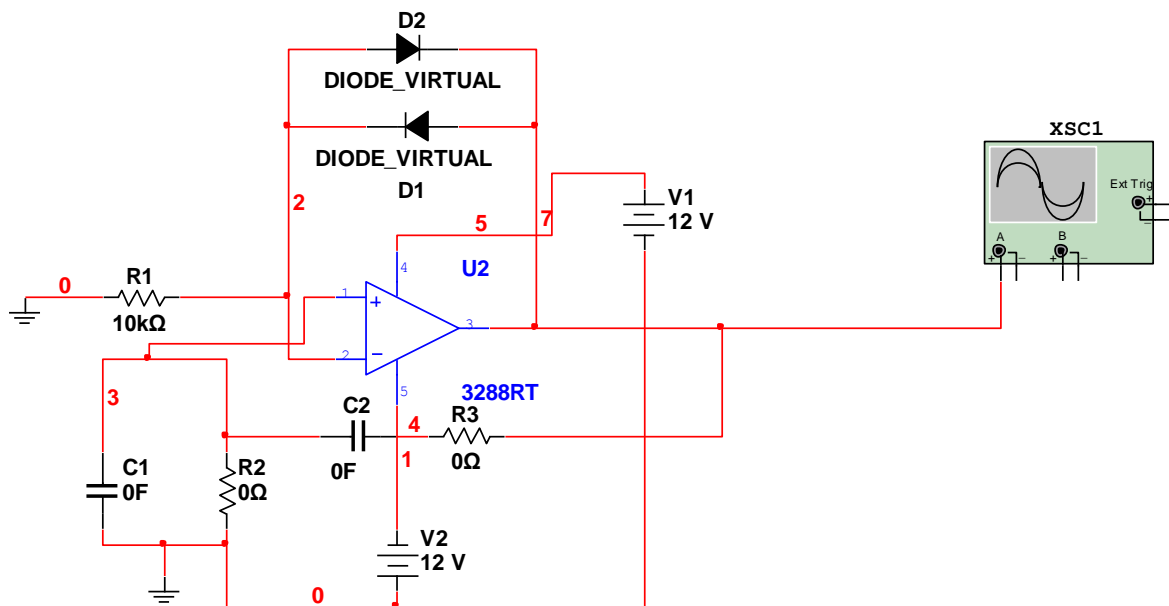 D2
DIODE_VIRTUAL
XSC1
DIODE_VIRTUAL
D1
Ext Trig
+
−
V1
12 V
2
5
7
A
B
+
−
+
−
4
U2
0
R1
10kΩ
1
+
3
2
−
5
3288RT
3
C2
4
R3
0F
1
0Ω
C1
0F
R2
0Ω
V2
12 V
0